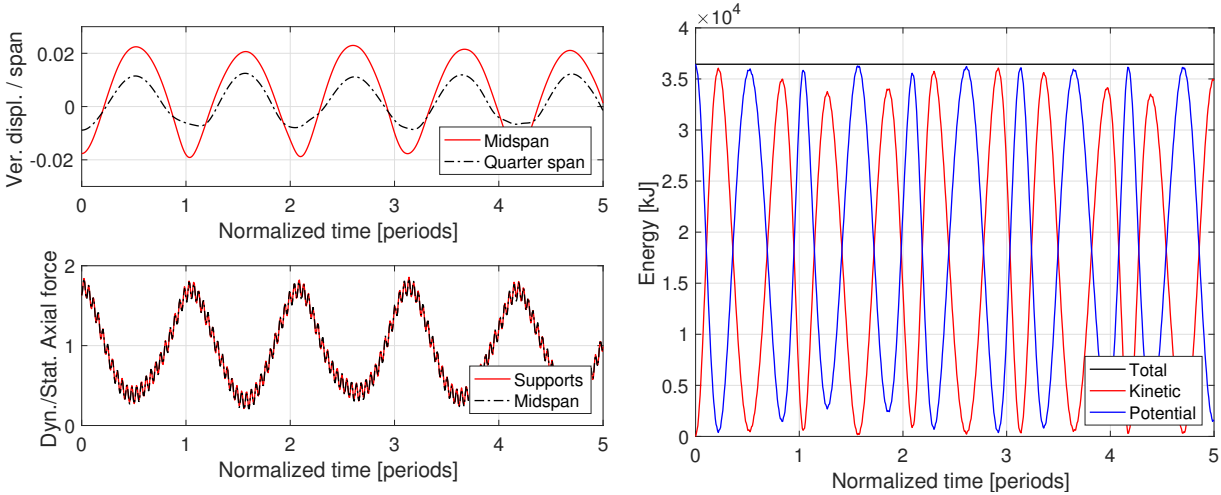 0.02
0
-0.02
Ver. displ. / span
Midspan
Quarter span
0 1 2 3 4 5
Normalized time [periods]
2
1
0
Dyn./Stat. Axial force
Supports
Midspan
0 1 2 3 4 5
Normalized time [periods]
×10⁴
4
3.5
3
2.5
2
1.5
1
0.5
0
Energy [kJ]
Total
Kinetic
Potential
0 1 2 3 4 5
Normalized time [periods]